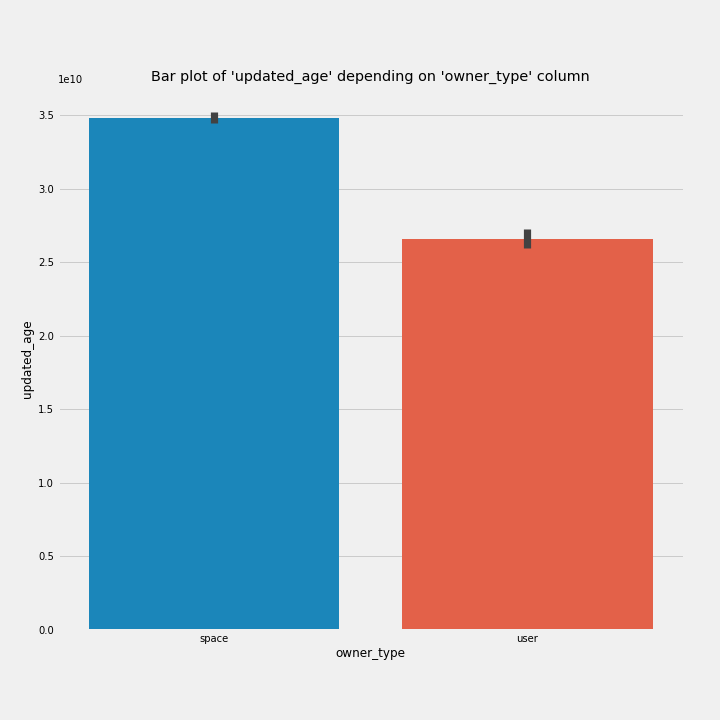 Bar plot of 'updated_age' depending on 'owner_type' column
1e10
3.5
3.0
2.5
2.0
1.5
1.0
0.5
0.0
updated_age
space
user
owner_type